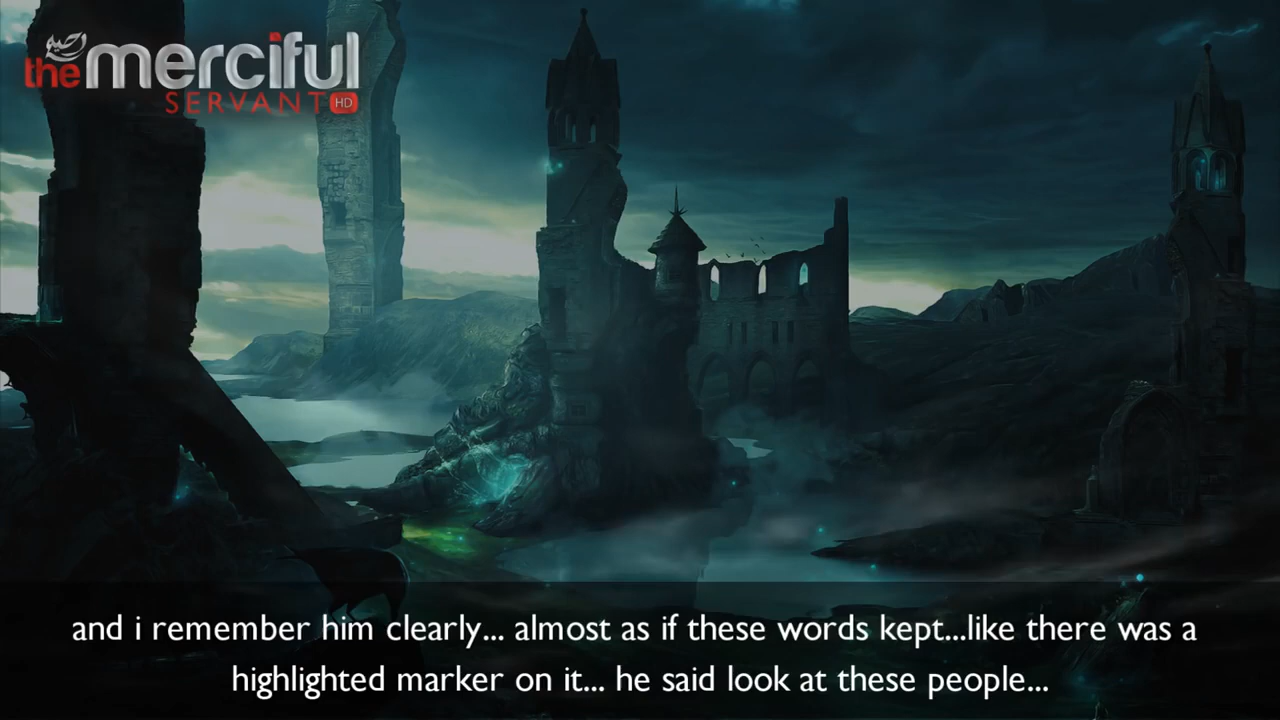 the merciful
SERVANT HD
and i remember him clearly... almost as if these words kept...like there was a
highlighted marker on it... he said look at these people...